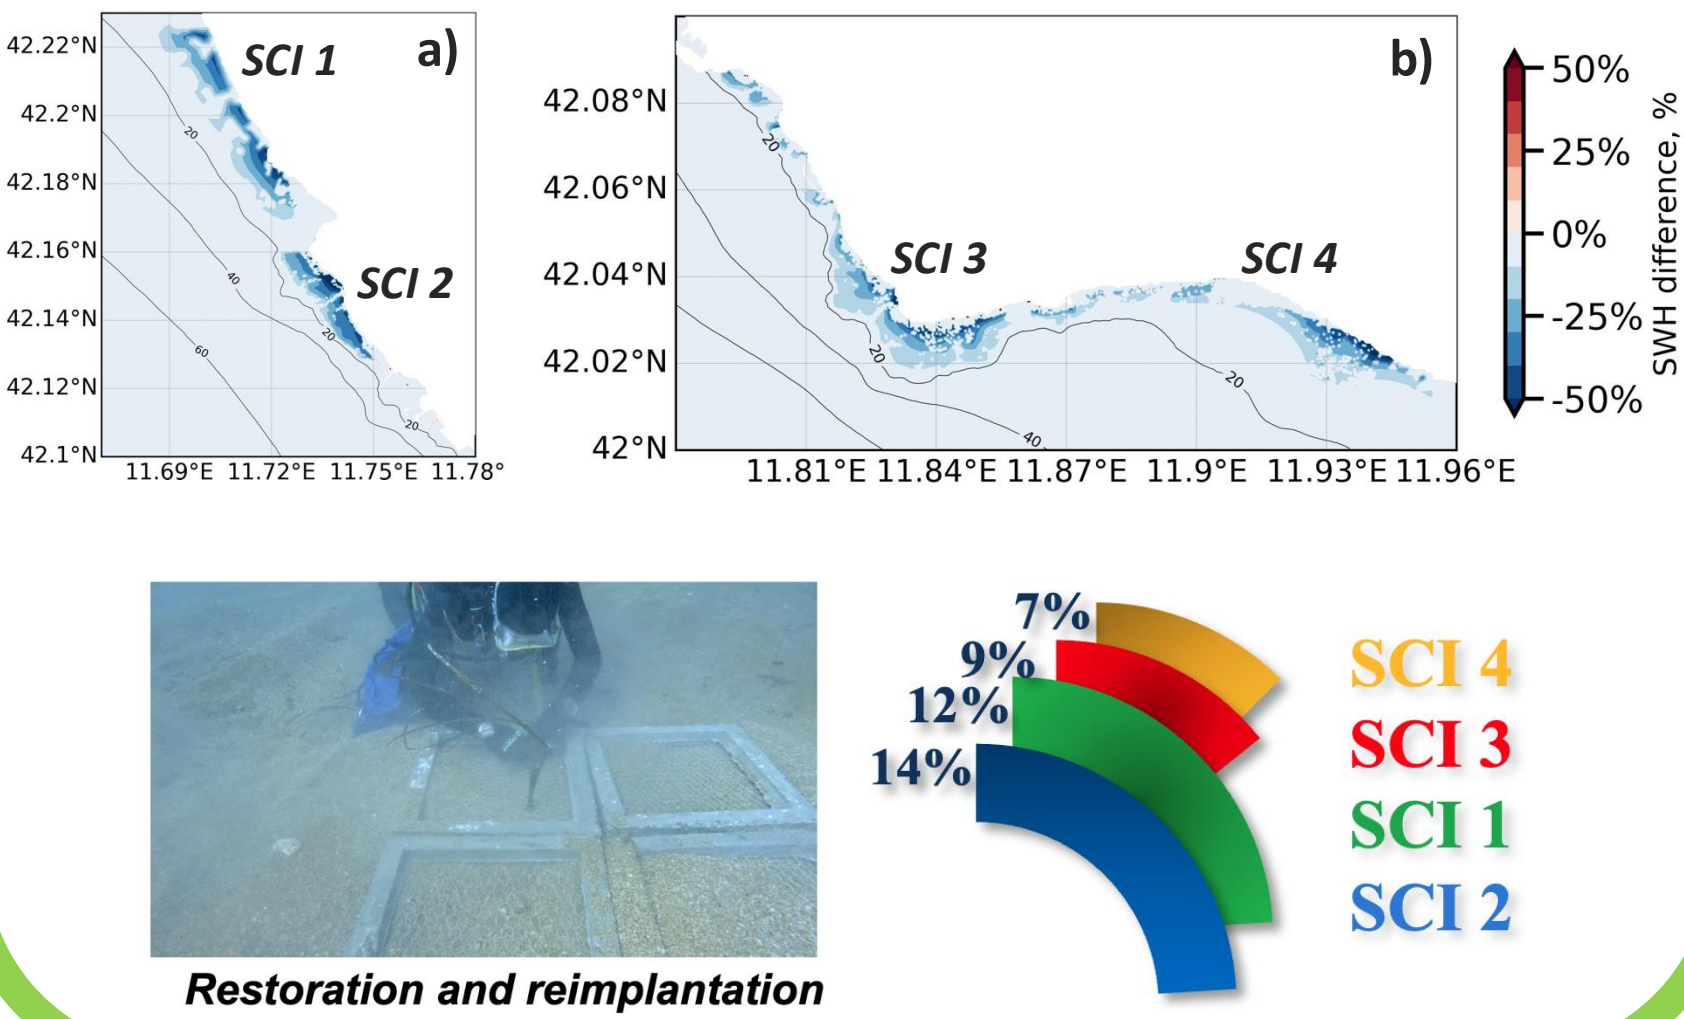 a)
SCI 1
SCI 2
42.22°N
42.2°N
42.18°N
42.16°N
42.14°N
42.12°N
42.1°N
20
40
20
60
20
11.69°E 11.72°E 11.75°E 11.78°
b)
SCI 3
SCI 4
42.08°N
42.06°N
42.04°N
42.02°N
42°N
20
20
20
40
11.81°E 11.84°E 11.87°E 11.9°E 11.93°E 11.96°E
50%
25%
0%
-25%
-50%
SWH difference, %
Restoration and reimplantation
7%
9%
12%
14%
SCI 4
SCI 3
SCI 1
SCI 2